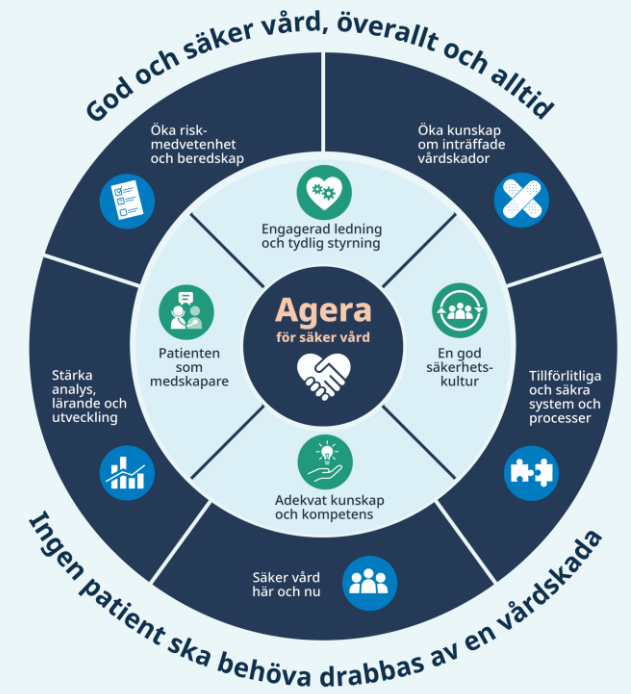 God och säker vård, överallt och alltid
Öka risk-
medvetenhet
och beredskap
Öka kunskap
om inträffade
vårdskador
Engagerad ledning
och tydlig styrning
Agera
för säker vård
Patienten
som
medskapare
En god
säkerhets-
kultur
Stärka
analys,
lärande och
utveckling
Tillförlitliga
och säkra
system och
processer
Adekvat kunskap
och kompetens
Säker vård
här och nu
Ingen patient ska behöva drabbas av en vårdskada